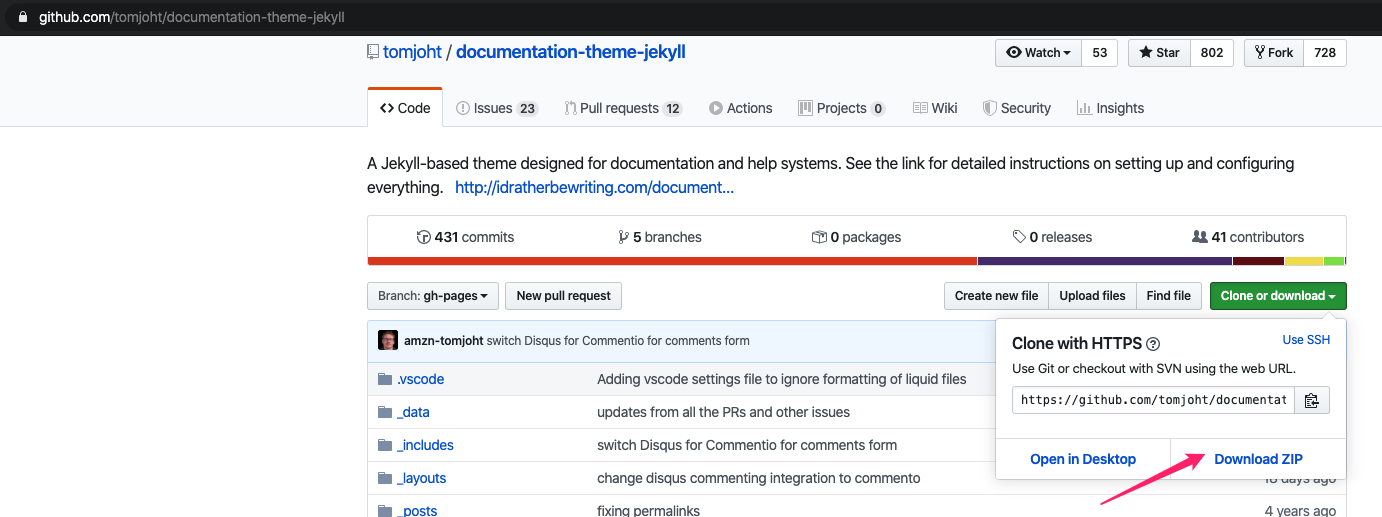 github.com/tomjoht/documentation-theme-jekyll
tomjoht / documentation-theme-jekyll
Watch 53 Star 802 Fork 728
Code Issues 23 Pull requests 12 Actions Projects 0 Wiki Security Insights
A Jekyll-based theme designed for documentation and help systems. See the link for detailed instructions on setting up and configuring
everything. http://idratherbewriting.com/document...
431 commits 5 branches 0 packages 0 releases 41 contributors
Branch: gh-pages New pull request Create new file Upload files Find file Clone or download
amzn-tomjoht switch Disqus for Commentio for comments form
.vscode Adding vscode settings file to ignore formatting of liquid files
_data updates from all the PRs and other issues
_includes switch Disqus for Commentio for comments form
_layouts change disqus commenting integration to commento
_posts fixing permalinks 4 years ago
Clone with HTTPS Use SSH
Use Git or checkout with SVN using the web URL.
https://github.com/tomjoht/documentat
Open in Desktop Download ZIP
days ago